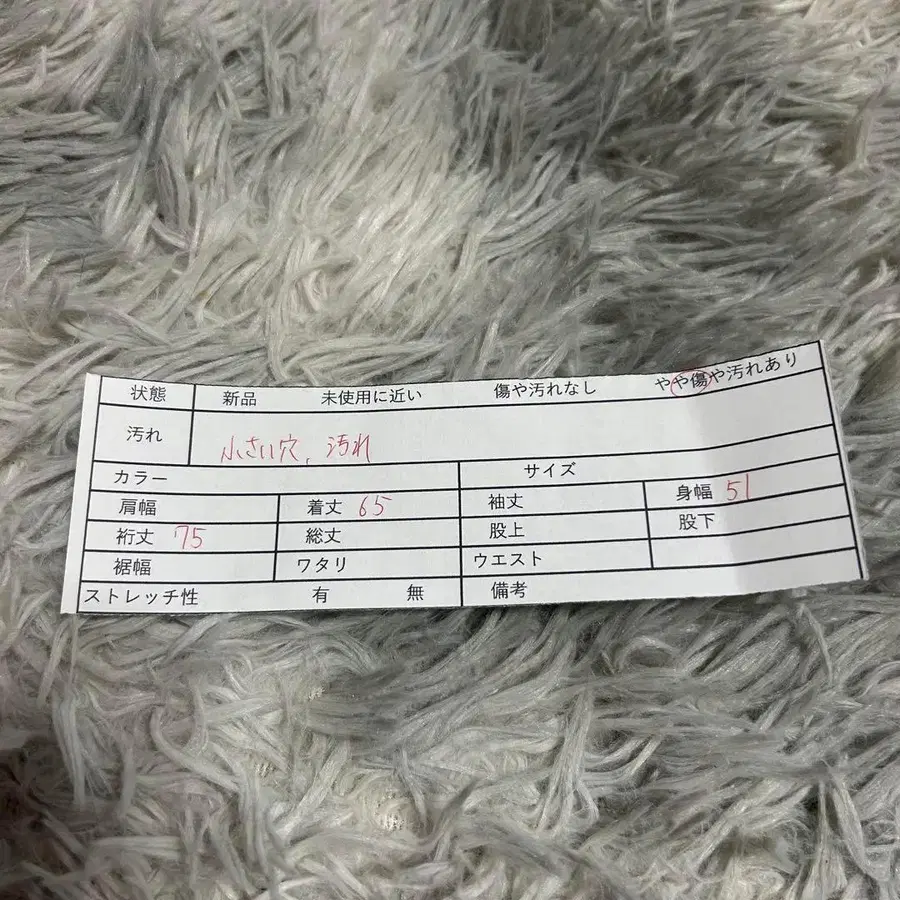 状態 新品 未使用に近い 傷や汚れなし やや傷や汚れあり
汚れ 小さい穴、汚れ
カラー サイズ
肩幅 着丈 65 袖丈 身幅 51
裄丈 75 総丈 股上 股下
裾幅 ワタリ ウエスト
ストレッチ性 有 無 備考